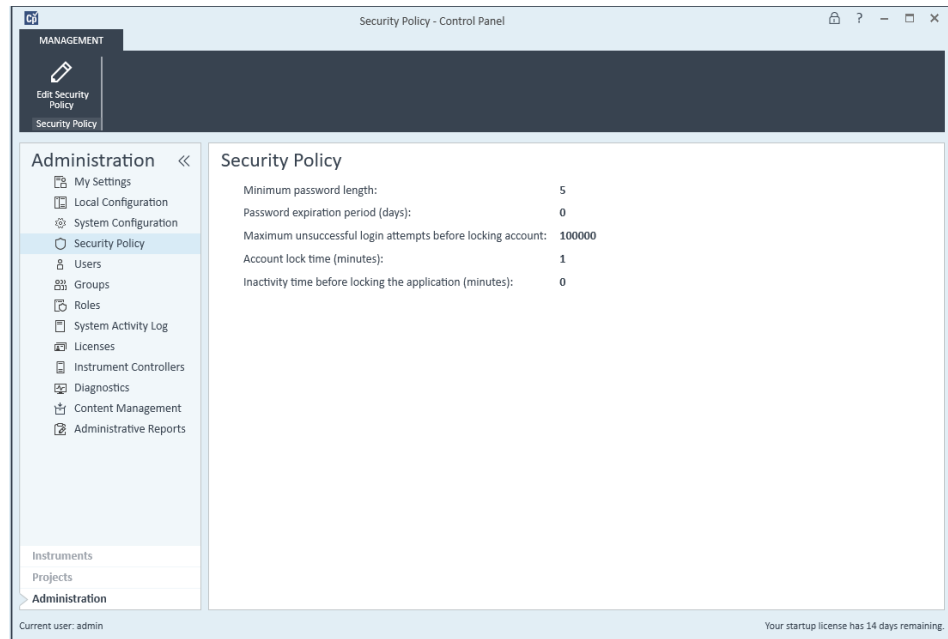 Security Policy - Control Panel
?
MANAGEMENT
Edit Security
Policy
Security Policy
Administration
My Settings
Local Configuration
System Configuration
Security Policy
Users
Groups
Roles
System Activity Log
Licenses
Instrument Controllers
Diagnostics
Content Management
Administrative Reports
Instruments
Projects
Administration
Security Policy
Minimum password length: 5
Password expiration period (days): 0
Maximum unsuccessful login attempts before locking account: 100000
Account lock time (minutes): 1
Inactivity time before locking the application (minutes): 0
Current user: admin
Your startup license has 14 days remaining.